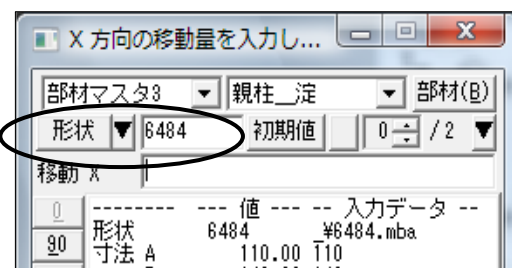 X 方向の移動量を入力し...
部材マスタ3 ▼ 親柱__淀 ▼ 部材(B)
形状 ▼ 6484 初期値 0 / 2 ▼
移動 X
0 -------- --- 値 --- -- 入力データ --
形状 6484 _¥6484.mba
90 寸法 A 110.00 110